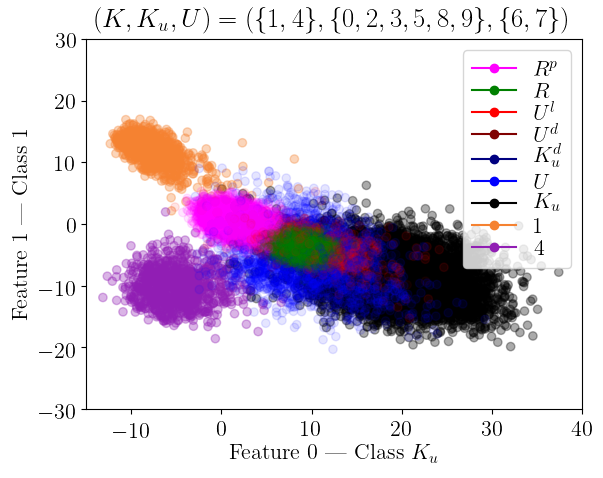 (K, K_u, U) = ({1, 4}, {0, 2, 3, 5, 8, 9}, {6, 7})
30
20
10
0
−10
−20
−30
Feature 1 — Class 1
R^p
R
U^l
U^d
K_u^d
U
K_u
1
4
−10
0
10
20
30
40
Feature 0 — Class K_u